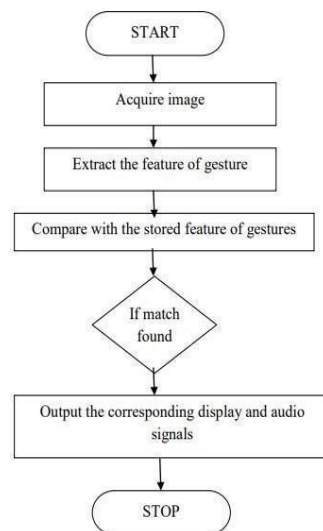 START
Acquire image
Extract the feature of gesture
Compare with the stored feature of gestures
If match
found
Output the corresponding display and audio
signals
STOP